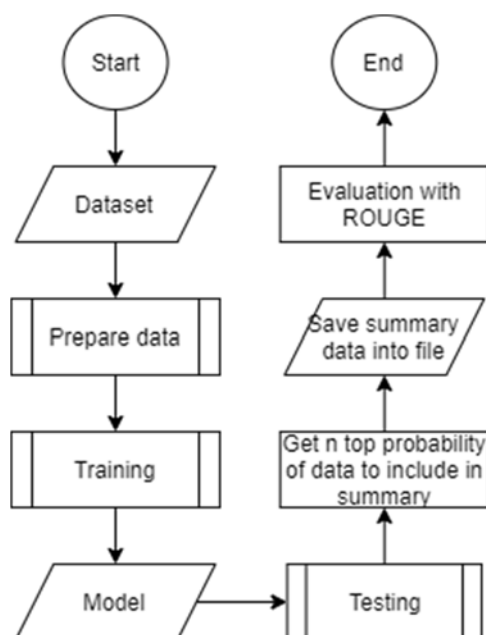 Start
Dataset
Prepare data
Training
Model
Testing
Get n top probability
of data to include in
summary
Save summary
data into file
Evaluation with
ROUGE
End